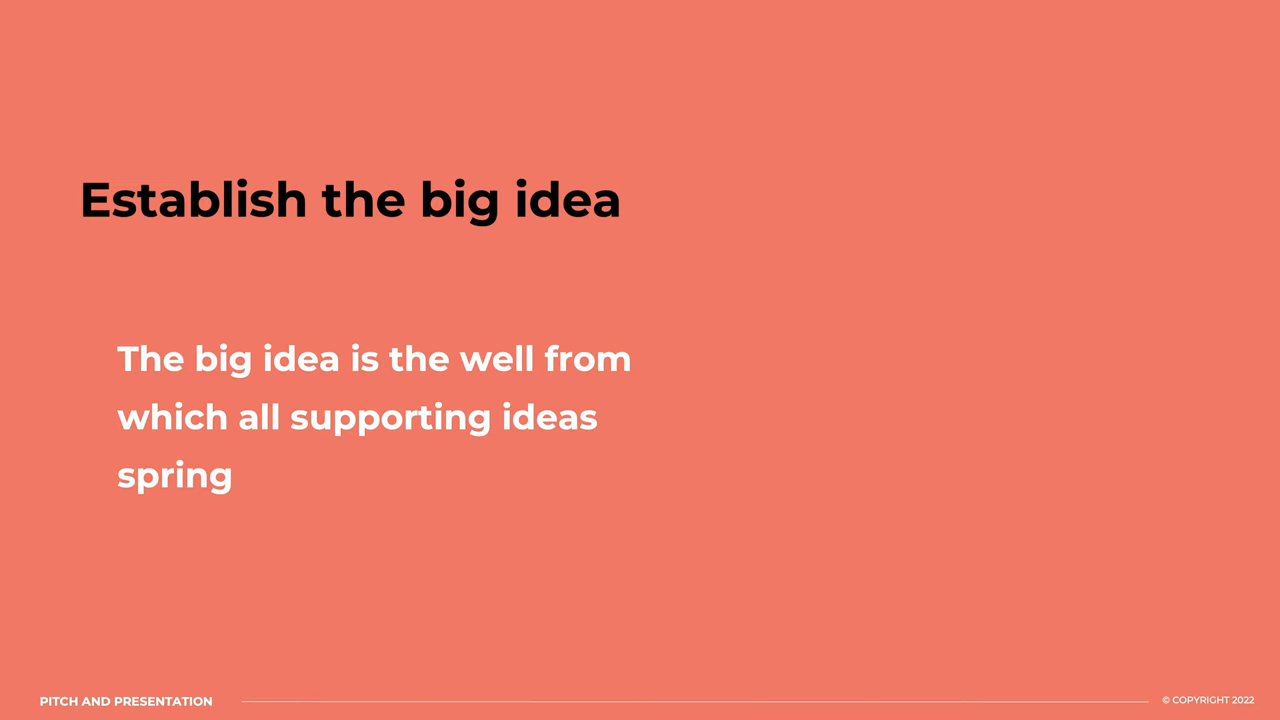 Establish the big idea
The big idea is the well from
which all supporting ideas
spring
PITCH AND PRESENTATION
© COPYRIGHT 2022